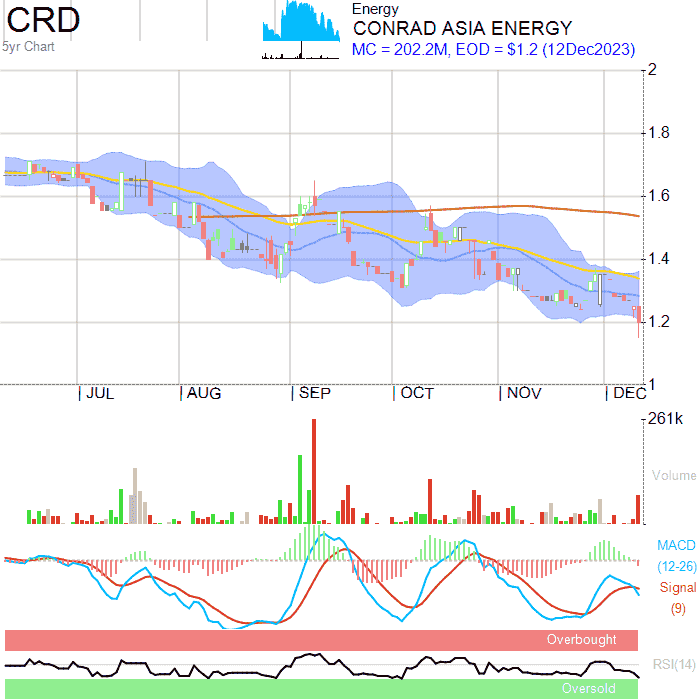 CRD
5yr Chart
Energy
CONRAD ASIA ENERGY
MC = 202.2M, EOD = $1.2 (12Dec2023)
2
1.8
1.6
1.4
1.2
1
JUL AUG SEP OCT NOV DEC
261k
Volume
MACD
(12-26)
Signal
(9)
Overbought
RSI(14)
Oversold